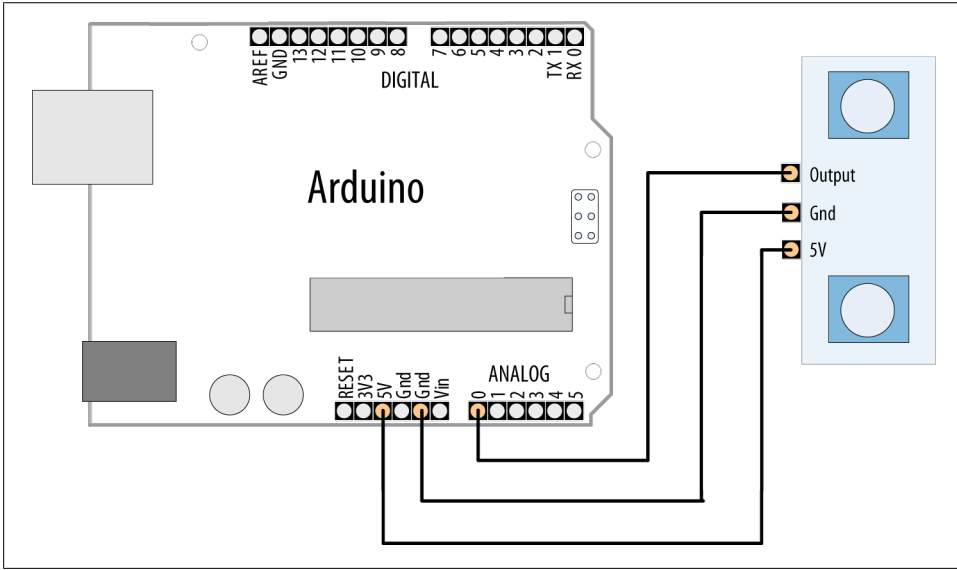 AREF
GND
13
12
11
10
9
8
7
6
5
4
3
2
TX 1
RX 0
DIGITAL
Arduino
Output
Gnd
5V
RESET
3V3
5V
Gnd
Gnd
Vin
ANALOG
0
1
2
3
4
5